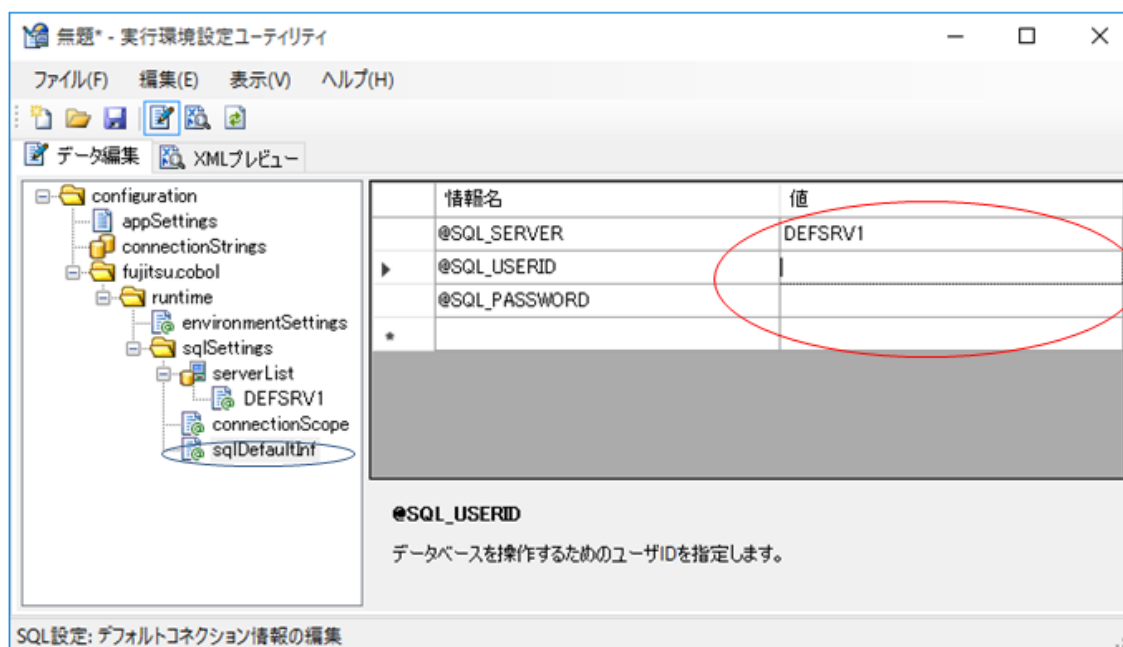 無題* - 実行環境設定ユーティリティ
ファイル(F) 編集(E) 表示(V) ヘルプ(H)
データ編集 XMLプレビュー
configuration
appSettings
connectionStrings
fujitsu.cobol
runtime
environmentSettings
sqlSettings
serverList
DEFSRV1
connectionScope
sqlDefaultInf
情報名 値
@SQL_SERVER DEFSRV1
@SQL_USERID
@SQL_PASSWORD
*
@SQL_USERID
データベースを操作するためのユーザIDを指定します。
SQL設定: デフォルトコネクション情報の編集